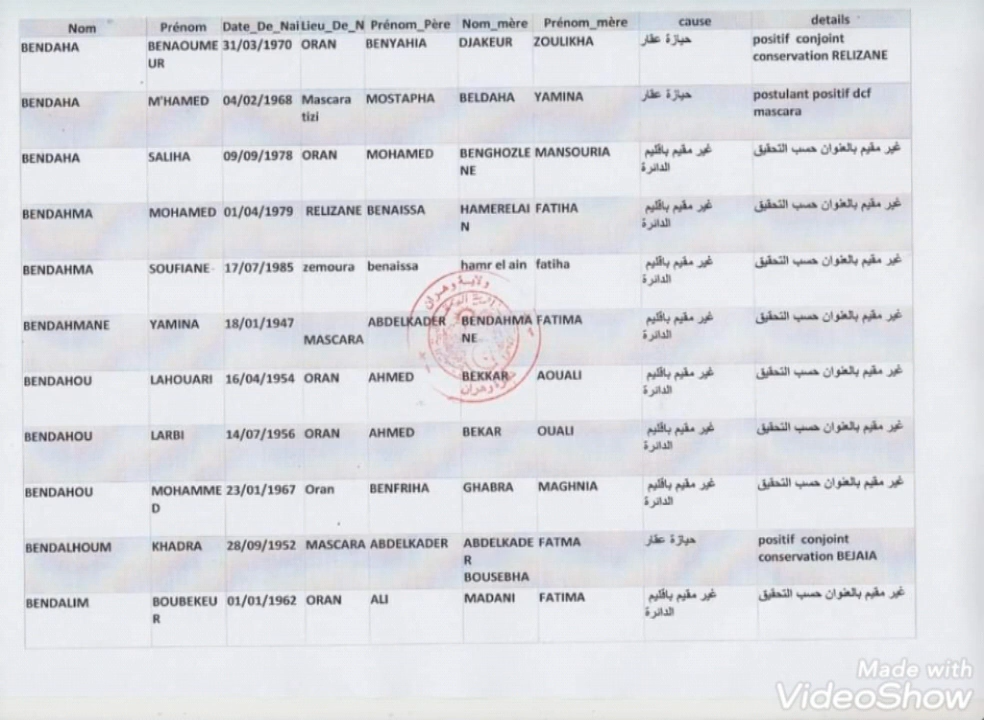 Nom Prénom Date_De_Nai Lieu_De_N Prénom_Père Nom_mère Prénom_mère cause details
BENDAHA BENAOUME 31/03/1970 ORAN BENYAHIA DJAKEUR ZOULIKHA حيازة عقار positif conjoint
UR conservation RELIZANE
BENDAHA M'HAMED 04/02/1968 Mascara MOSTAPHA BELDAHA YAMINA حيازة عقار postulant positif dcf
tizi mascara
BENDAHA SALIHA 09/09/1978 ORAN MOHAMED BENGHOZLE MANSOURIA غير مقيم باقليم غير مقيم بالعنوان حسب التحقيق
NE الدائرة
BENDAHMA MOHAMED 01/04/1979 RELIZANE BENAISSA HAMERELAI FATIHA غير مقيم باقليم غير مقيم بالعنوان حسب التحقيق
N الدائرة
BENDAHMA SOUFIANE 17/07/1985 zemoura benaissa hamr el ain fatiha غير مقيم باقليم غير مقيم بالعنوان حسب التحقيق
الدائرة
BENDAHMANE YAMINA 18/01/1947 ABDELKADER BENDAHMA FATIMA غير مقيم باقليم غير مقيم بالعنوان حسب التحقيق
MASCARA NE الدائرة
BENDAHOU LAHOUARI 16/04/1954 ORAN AHMED BEKKAR AOUALI غير مقيم باقليم غير مقيم بالعنوان حسب التحقيق
الدائرة
BENDAHOU LARBI 14/07/1956 ORAN AHMED BEKAR OUALI غير مقيم باقليم غير مقيم بالعنوان حسب التحقيق
الدائرة
BENDAHOU MOHAMME 23/01/1967 Oran BENFRIHA GHABRA MAGHNIA غير مقيم باقليم غير مقيم بالعنوان حسب التحقيق
D الدائرة
BENDALHOUM KHADRA 28/09/1952 MASCARA ABDELKADER ABDELKADE FATMA حيازة عقار positif conjoint
R conservation BEJAIA
BOUSEBHA
BENDALIM BOUBEKEU 01/01/1962 ORAN ALI MADANI FATIMA غير مقيم باقليم غير مقيم بالعنوان حسب التحقيق
R الدائرة
ولاية وهران
Made with
VideoShow